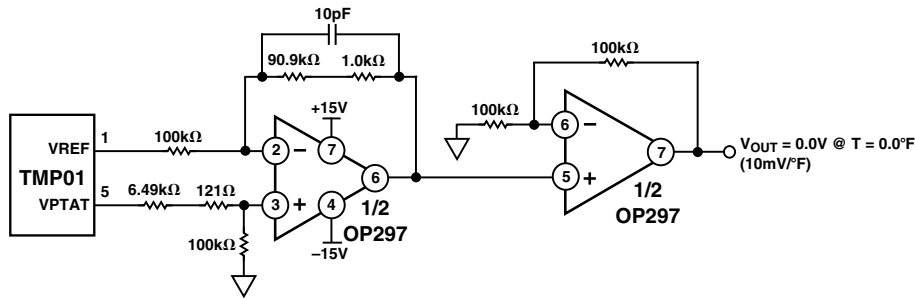 10pF
90.9kΩ 1.0kΩ
+15V
100kΩ
VREF 1
TMP01
VPTAT 5
6.49kΩ 121Ω
100kΩ
2 −
3 +
7
4
6
−15V
1/2
OP297
100kΩ
100kΩ
6 −
5 +
7
1/2
OP297
VOUT = 0.0V @ T = 0.0°F
(10mV/°F)